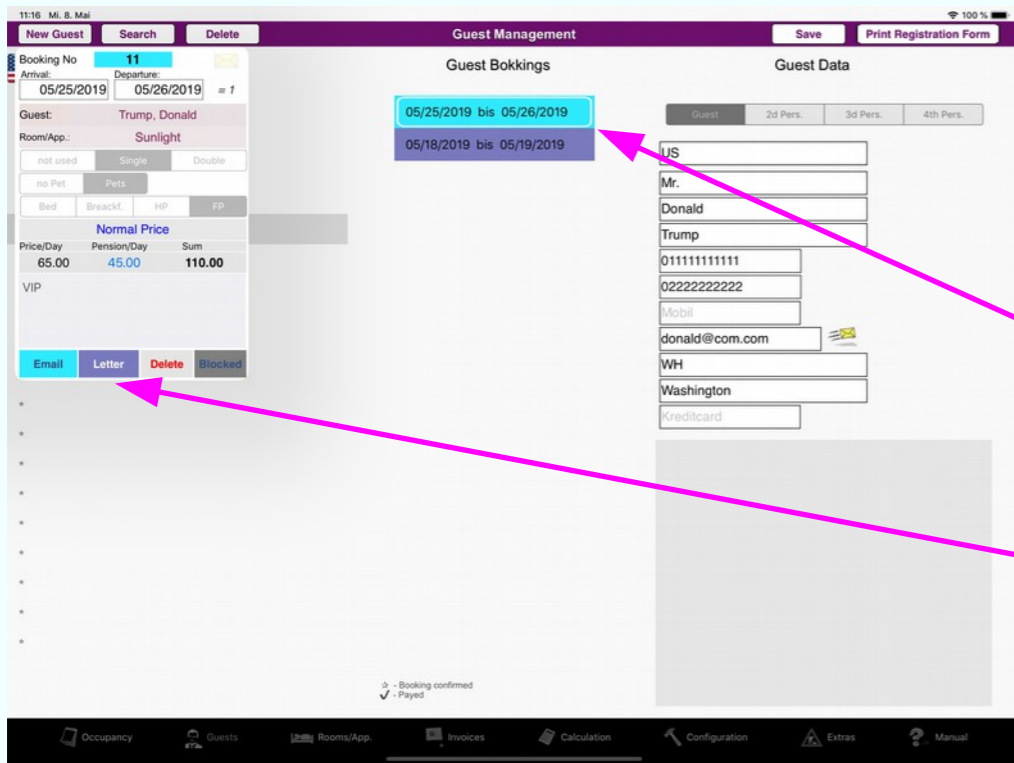 11:16 Mi. 8. Mai 100 %
New Guest Search Delete Guest Management Save Print Registration Form
Booking No 11
Arrival: Departure:
05/25/2019 05/26/2019 = 1
Guest: Trump, Donald
Room/App.: Sunlight
not used Single Double
no Pet Pets
Bed Breackf. HP FP
Normal Price
Price/Day Pension/Day Sum
65.00 45.00 110.00
VIP
Email Letter Delete Blocked
*
*
*
*
*
*
*
*
*
Guest Bokkings
05/25/2019 bis 05/26/2019
05/18/2019 bis 05/19/2019
☆ - Booking confirmed
✓ - Payed
Guest Data
Guest 2d Pers. 3d Pers. 4th Pers.
US
Mr.
Donald
Trump
01111111111
02222222222
Mobil
donald@com.com
WH
Washington
Kreditcard
Occupancy Guests Rooms/App. Invoices Calculation Configuration Extras Manual